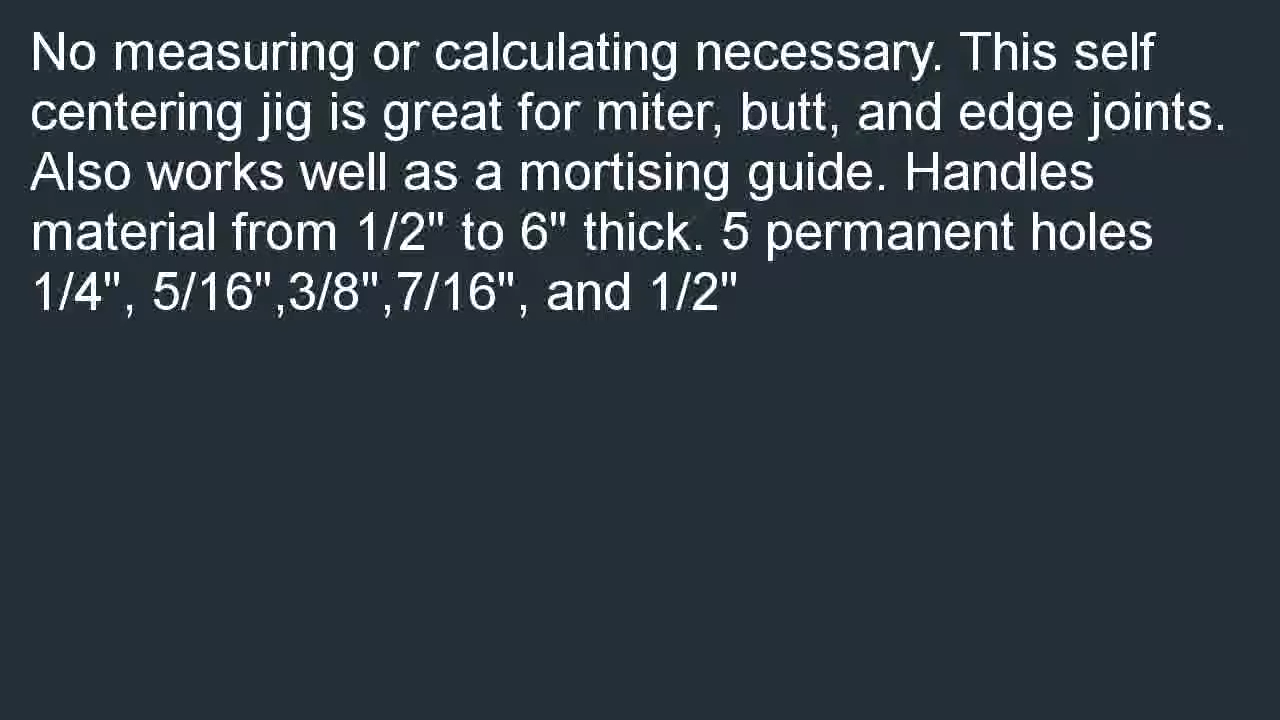 No measuring or calculating necessary. This self
centering jig is great for miter, butt, and edge joints.
Also works well as a mortising guide. Handles
material from 1/2" to 6" thick. 5 permanent holes
1/4", 5/16",3/8",7/16", and 1/2"